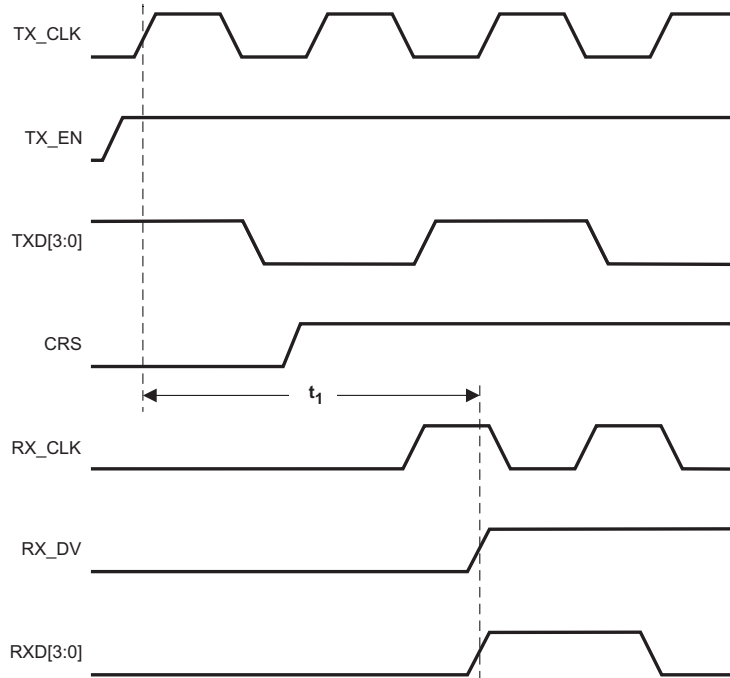 TX_CLK
TX_EN
TXD[3:0]
CRS
t1
RX_CLK
RX_DV
RXD[3:0]